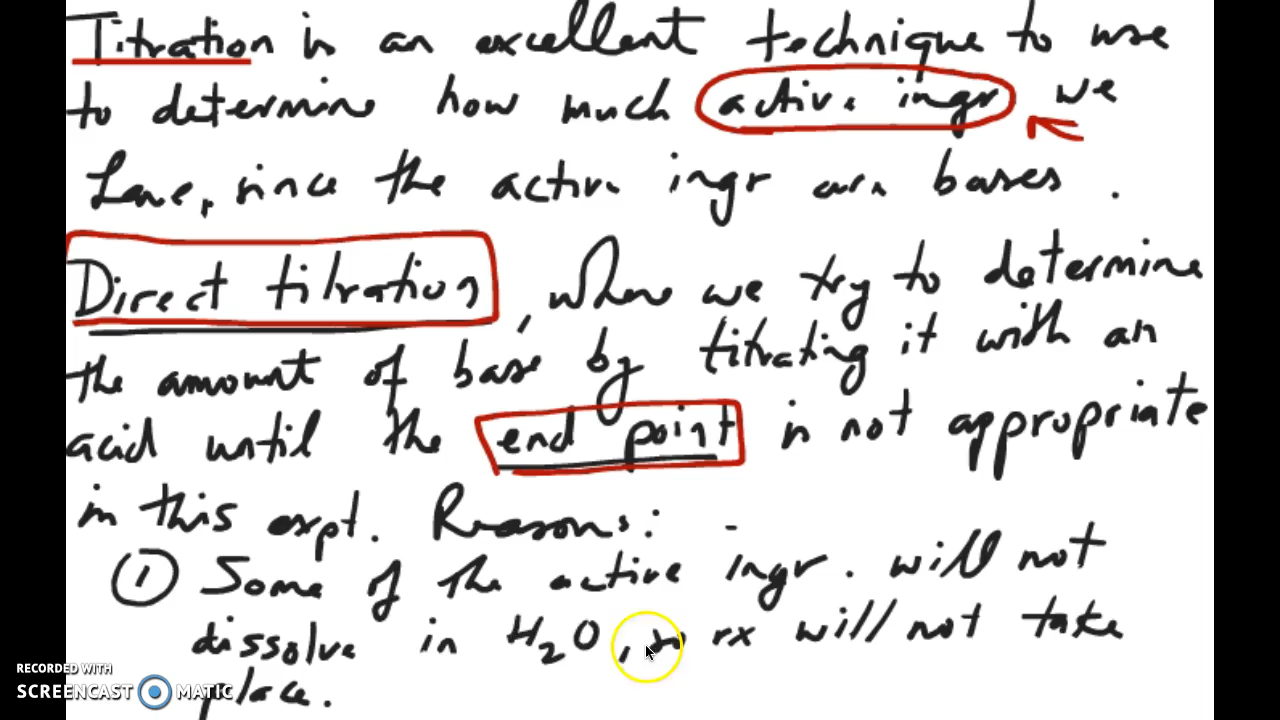 Titration is an excellent technique to use
to determine how much active ingr we
have, since the active ingr are bases.
Direct titration, where we try to determine
the amount of base by titrating it with an
acid until the end point is not appropriate
in this expt. Reasons: -
① Some of the active ingr. will not
dissolve in H₂O, so rx will not take
place.
RECORDED WITH
SCREENCAST MATIC